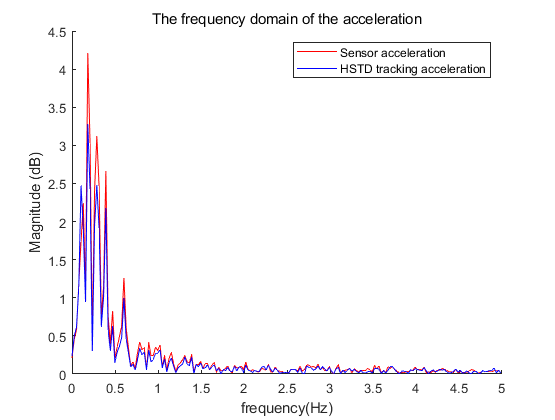 The frequency domain of the acceleration
Sensor acceleration
HSTD tracking acceleration
Magnitude (dB)
4.5
4
3.5
3
2.5
2
1.5
1
0.5
0
0 0.5 1 1.5 2 2.5 3 3.5 4 4.5 5
frequency(Hz)